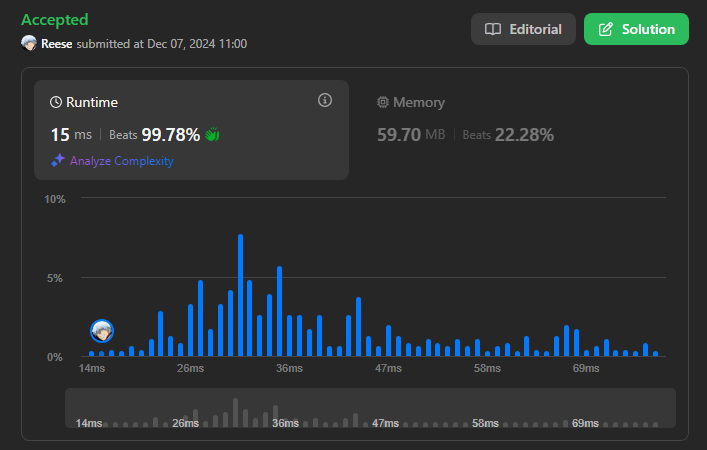 Accepted
Reese submitted at Dec 07, 2024 11:00
Editorial
Solution
Runtime
15 ms | Beats 99.78%
Analyze Complexity
Memory
59.70 MB | Beats 22.28%
10%
5%
0%
14ms 26ms 36ms 47ms 58ms 69ms
14ms 26ms 36ms 47ms 58ms 69ms